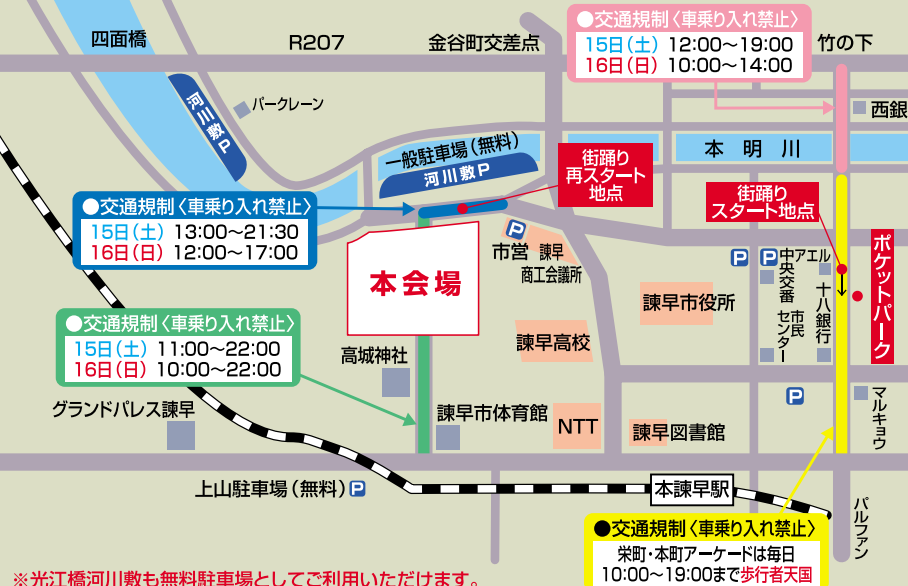 四面橋
R207
金谷町交差点
●交通規制〈車乗り入れ禁止〉
15日(土) 12:00〜19:00
16日(日) 10:00〜14:00
竹の下
西銀
パークレーン
河川敷P
一般駐車場(無料)
河川敷P
街踊り
再スタート
地点
本明川
街踊り
スタート地点
●交通規制〈車乗り入れ禁止〉
15日(土) 13:00〜21:30
16日(日) 12:00〜17:00
P
市営
諫早
商工会議所
本会場
P
P
中央交番
アエル
ポケットパーク
諫早市役所
十八銀行
市民センター
●交通規制〈車乗り入れ禁止〉
15日(土) 11:00〜22:00
16日(日) 10:00〜22:00
高城神社
諫早高校
P
マルキョウ
グランドパレス諫早
諫早市体育館
NTT
諫早図書館
上山駐車場(無料)P
本諫早駅
パルファン
●交通規制〈車乗り入れ禁止〉
栄町・本町アーケードは毎日
10:00〜19:00まで歩行者天国
※光江橋河川敷も無料駐車場としてご利用いただけます。